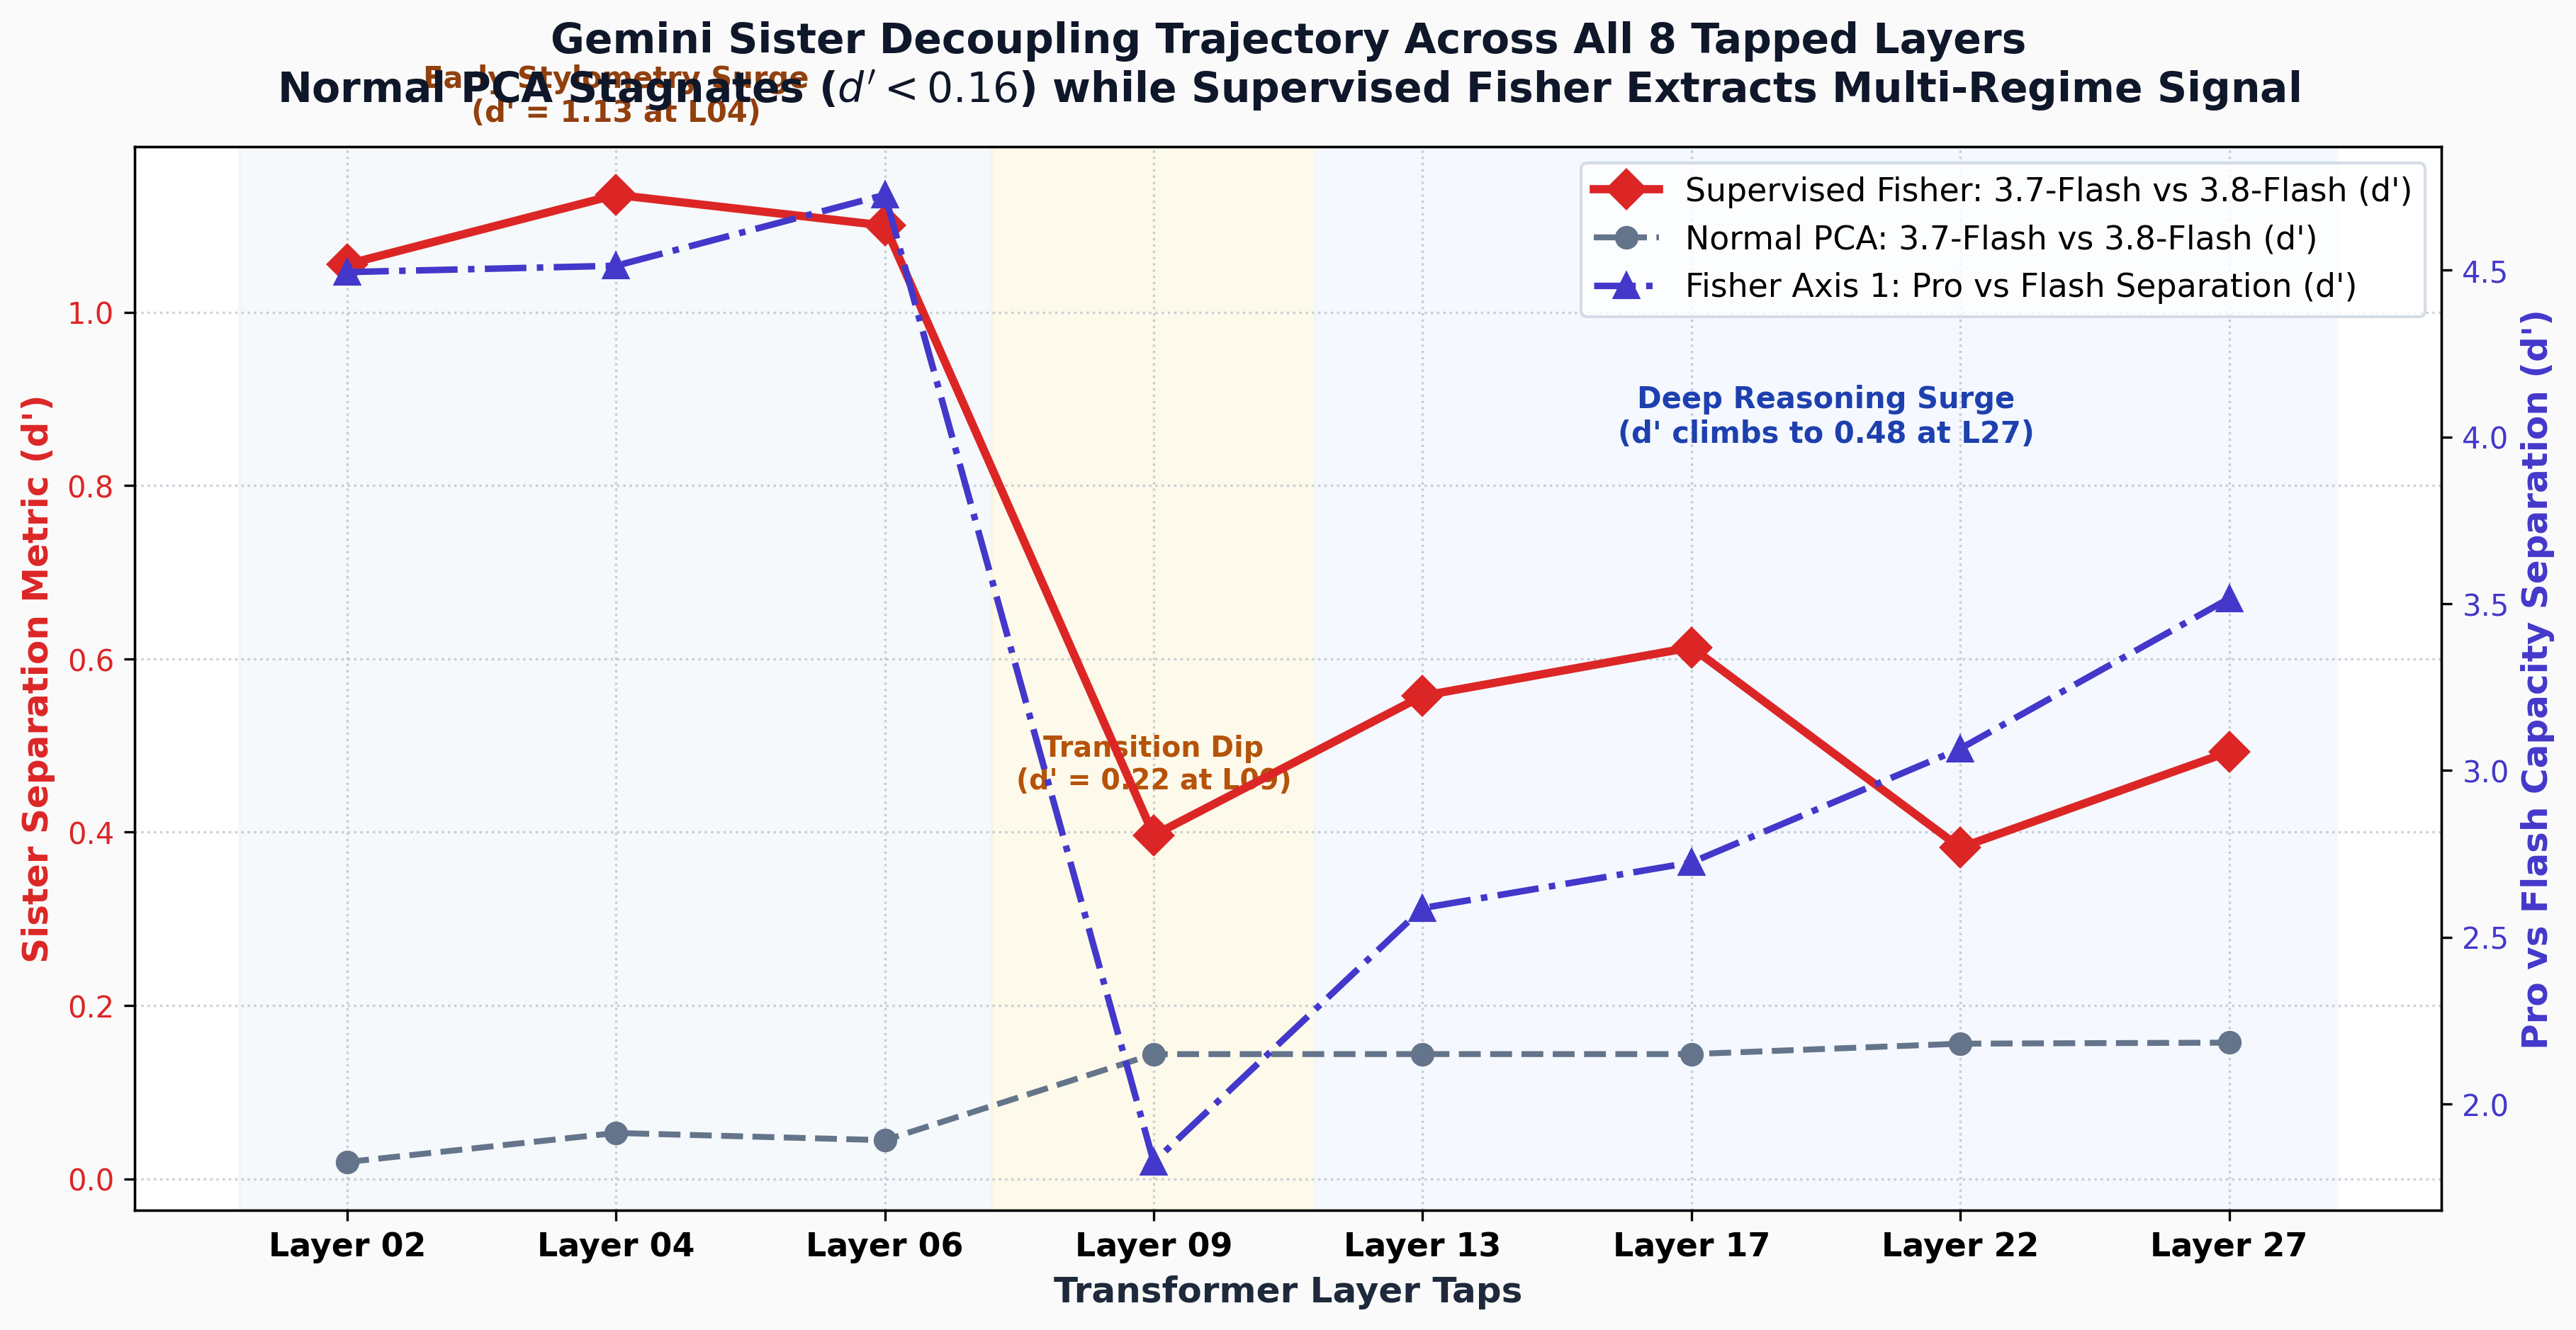 Gemini Sister Decoupling Trajectory Across All 8 Tapped Layers
Normal PCA Stagnates (d′ < 0.16) while Supervised Fisher Extracts Multi-Regime Signal
Early Stylometry Surge
(d' = 1.13 at L04)
Supervised Fisher: 3.7-Flash vs 3.8-Flash (d')
Normal PCA: 3.7-Flash vs 3.8-Flash (d')
Fisher Axis 1: Pro vs Flash Separation (d')
Deep Reasoning Surge
(d' climbs to 0.48 at L27)
Transition Dip
(d' = 0.22 at L09)
Sister Separation Metric (d')
1.0
0.8
0.6
0.4
0.2
0.0
Pro vs Flash Capacity Separation (d')
4.5
4.0
3.5
3.0
2.5
2.0
Layer 02
Layer 04
Layer 06
Layer 09
Layer 13
Layer 17
Layer 22
Layer 27
Transformer Layer Taps